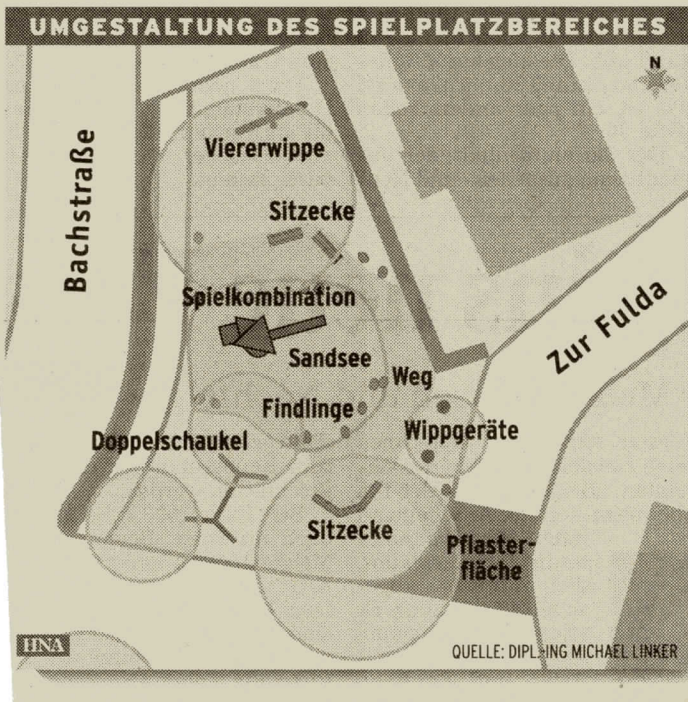 UMGESTALTUNG DES SPIELPLATZBEREICHES
N
Bachstraße
Viererwippe
Sitzecke
Spielkombination
Zur Fulda
Sandsee
Weg
Findlinge
Wippgeräte
Doppelschaukel
Sitzecke
Pflaster-
fläche
HNA
QUELLE: DIPL.-ING MICHAEL LINKER